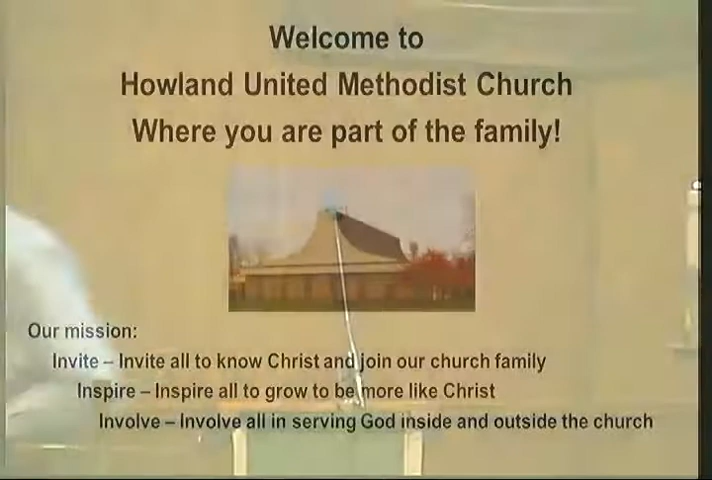 Welcome to
Howland United Methodist Church
Where you are part of the family!
Our mission:
Invite – Invite all to know Christ and join our church family
Inspire – Inspire all to grow to be more like Christ
Involve – Involve all in serving God inside and outside the church